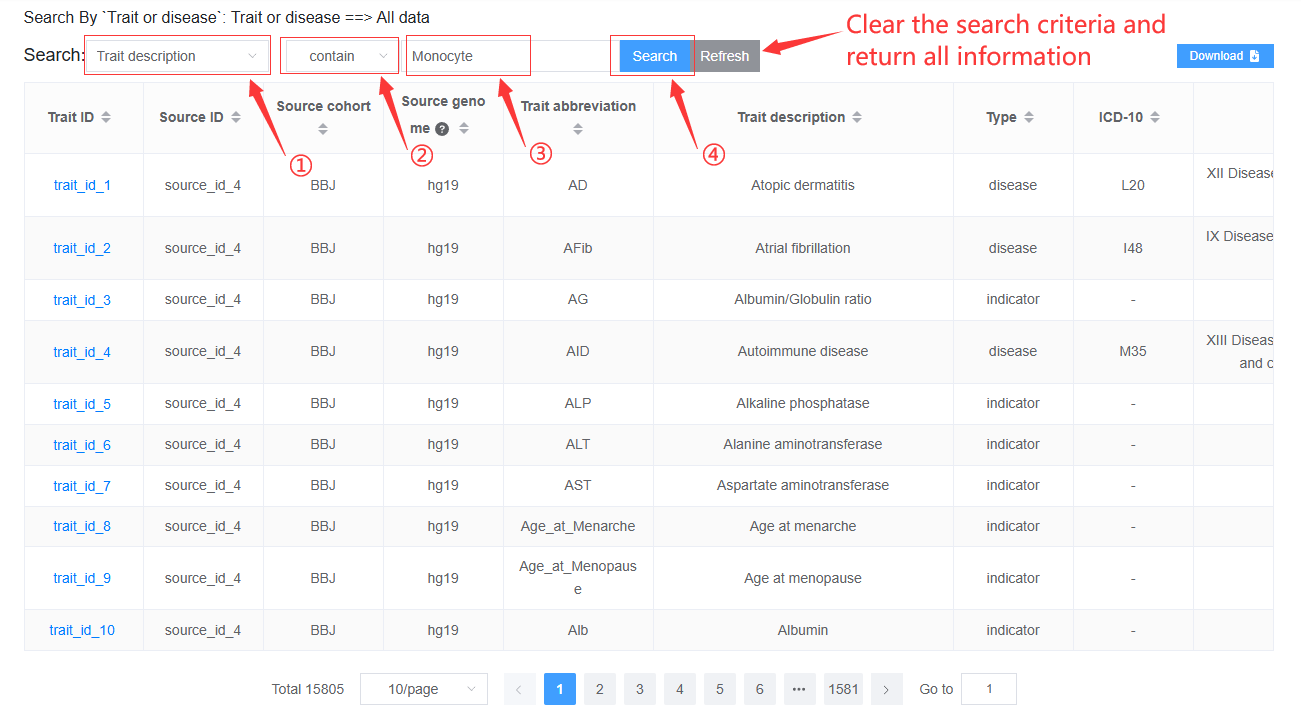 Search By `Trait or disease`: Trait or disease ==> All data
Clear the search criteria and
return all information
Search: Trait description contain Monocyte Search Refresh Download
① ② ③ ④
Trait ID Source ID Source cohort Source geno
me ? Trait abbreviation Trait description Type ICD-10
trait_id_1 source_id_4 BBJ hg19 AD Atopic dermatitis disease L20 XII Disease
trait_id_2 source_id_4 BBJ hg19 AFib Atrial fibrillation disease I48 IX Disease
trait_id_3 source_id_4 BBJ hg19 AG Albumin/Globulin ratio indicator -
trait_id_4 source_id_4 BBJ hg19 AID Autoimmune disease disease M35 XIII Diseas
and c
trait_id_5 source_id_4 BBJ hg19 ALP Alkaline phosphatase indicator -
trait_id_6 source_id_4 BBJ hg19 ALT Alanine aminotransferase indicator -
trait_id_7 source_id_4 BBJ hg19 AST Aspartate aminotransferase indicator -
trait_id_8 source_id_4 BBJ hg19 Age_at_Menarche Age at menarche indicator -
trait_id_9 source_id_4 BBJ hg19 Age_at_Menopaus
e Age at menopause indicator -
trait_id_10 source_id_4 BBJ hg19 Alb Albumin indicator -
Total 15805 10/page < 1 2 3 4 5 6 ••• 1581 > Go to 1